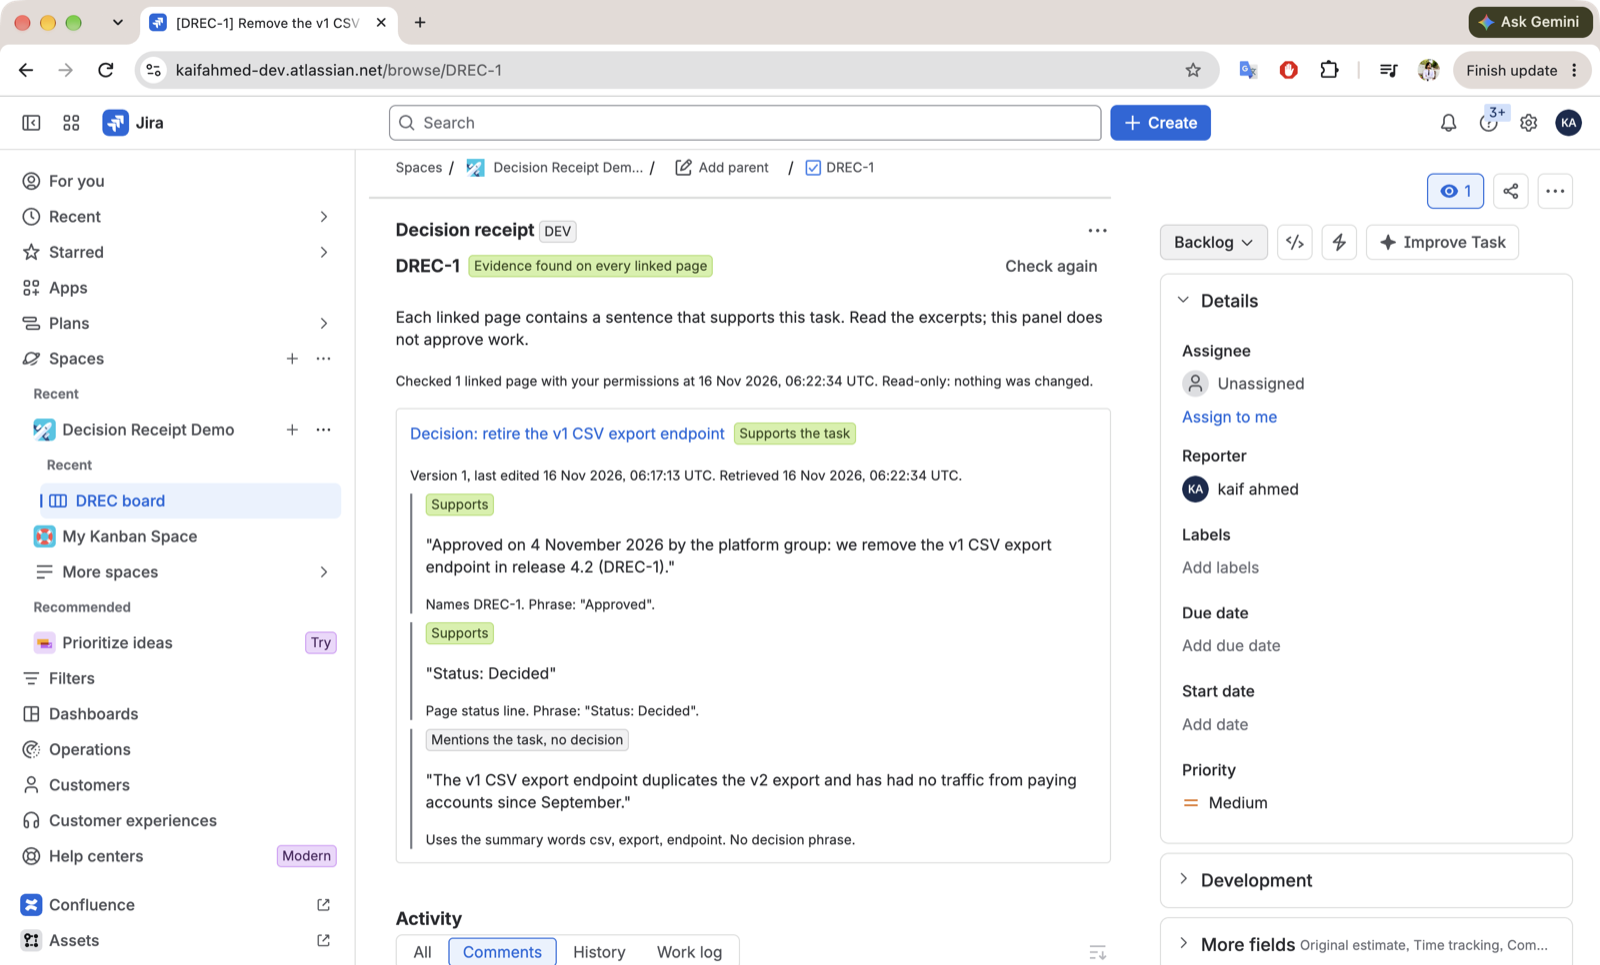 [DREC-1] Remove the v1 CSV
Ask Gemini
kaifahmed-dev.atlassian.net/browse/DREC-1
Finish update
Jira
Search
Create
3+
KA
For you
Recent
Starred
Apps
Plans
Spaces
Recent
Decision Receipt Demo
Recent
DREC board
My Kanban Space
More spaces
Recommended
Prioritize ideas
Try
Filters
Dashboards
Operations
Customers
Customer experiences
Help centers
Modern
Confluence
Assets
Spaces / Decision Receipt Dem... / Add parent / DREC-1
Decision receipt DEV
DREC-1 Evidence found on every linked page
Check again
Each linked page contains a sentence that supports this task. Read the excerpts; this panel does
not approve work.
Checked 1 linked page with your permissions at 16 Nov 2026, 06:22:34 UTC. Read-only: nothing was changed.
Decision: retire the v1 CSV export endpoint Supports the task
Version 1, last edited 16 Nov 2026, 06:17:13 UTC. Retrieved 16 Nov 2026, 06:22:34 UTC.
Supports
"Approved on 4 November 2026 by the platform group: we remove the v1 CSV export
endpoint in release 4.2 (DREC-1)."
Names DREC-1. Phrase: "Approved".
Supports
"Status: Decided"
Page status line. Phrase: "Status: Decided".
Mentions the task, no decision
"The v1 CSV export endpoint duplicates the v2 export and has had no traffic from paying
accounts since September."
Uses the summary words csv, export, endpoint. No decision phrase.
Activity
All Comments History Work log
1
Backlog
Improve Task
Details
Assignee
Unassigned
Assign to me
Reporter
KA kaif ahmed
Labels
Add labels
Due date
Add due date
Start date
Add date
Priority
Medium
Development
More fields Original estimate, Time tracking, Com...